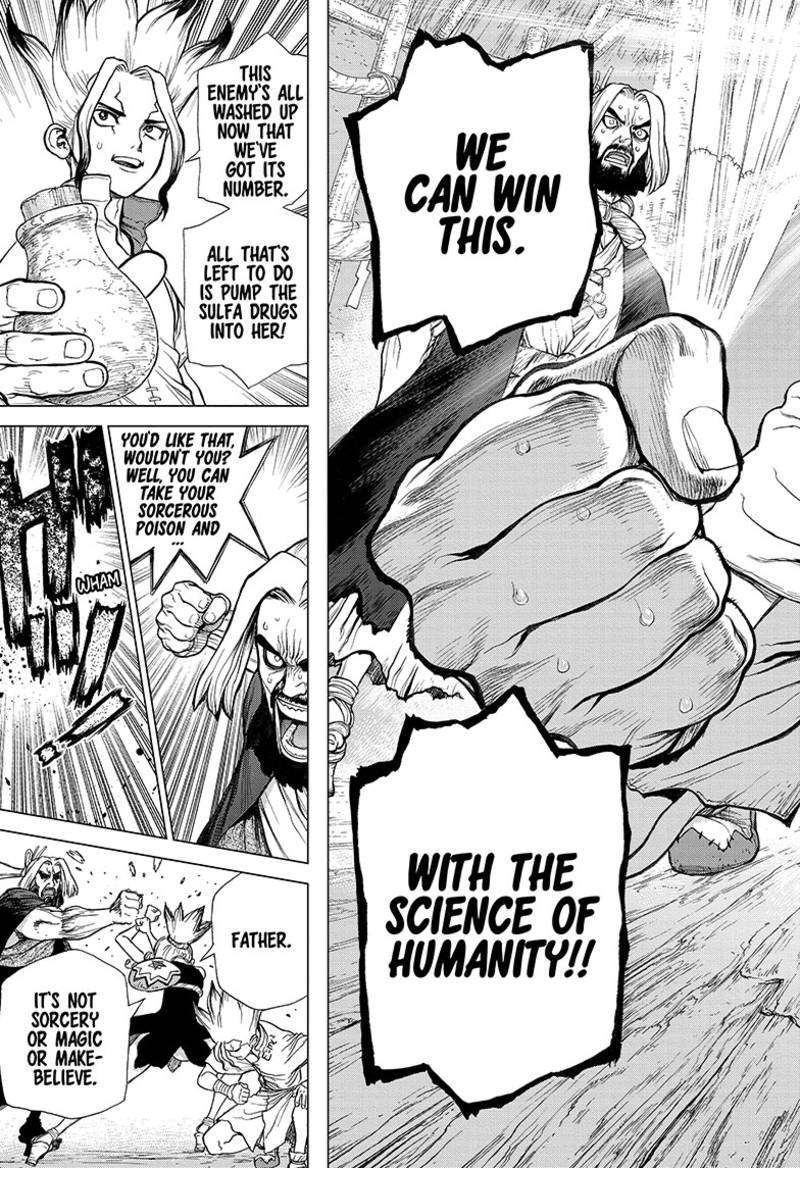 WE
CAN WIN
THIS.
WITH THE
SCIENCE OF
HUMANITY!!
THIS
ENEMY'S ALL
WASHED UP
NOW THAT
WE'VE
GOT ITS
NUMBER.
ALL THAT'S
LEFT TO DO
IS PUMP THE
SULFA DRUGS
INTO HER!
YOU'D LIKE THAT,
WOULDN'T YOU?
WELL, YOU CAN
TAKE YOUR
SORCEROUS
POISON AND
...
WHAM
FATHER.
IT'S NOT
SORCERY
OR MAGIC
OR MAKE-
BELIEVE.